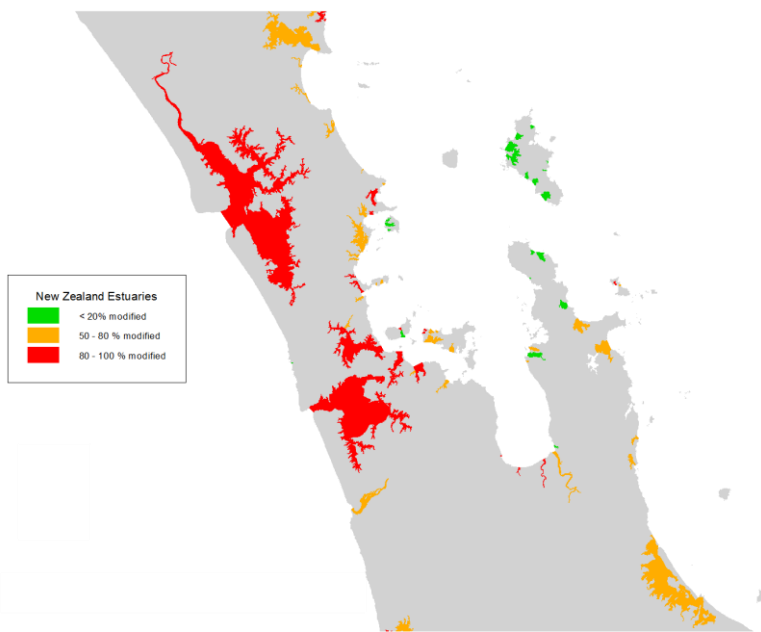 New Zealand Estuaries
< 20% modified
50 - 80 % modified
80 - 100 % modified